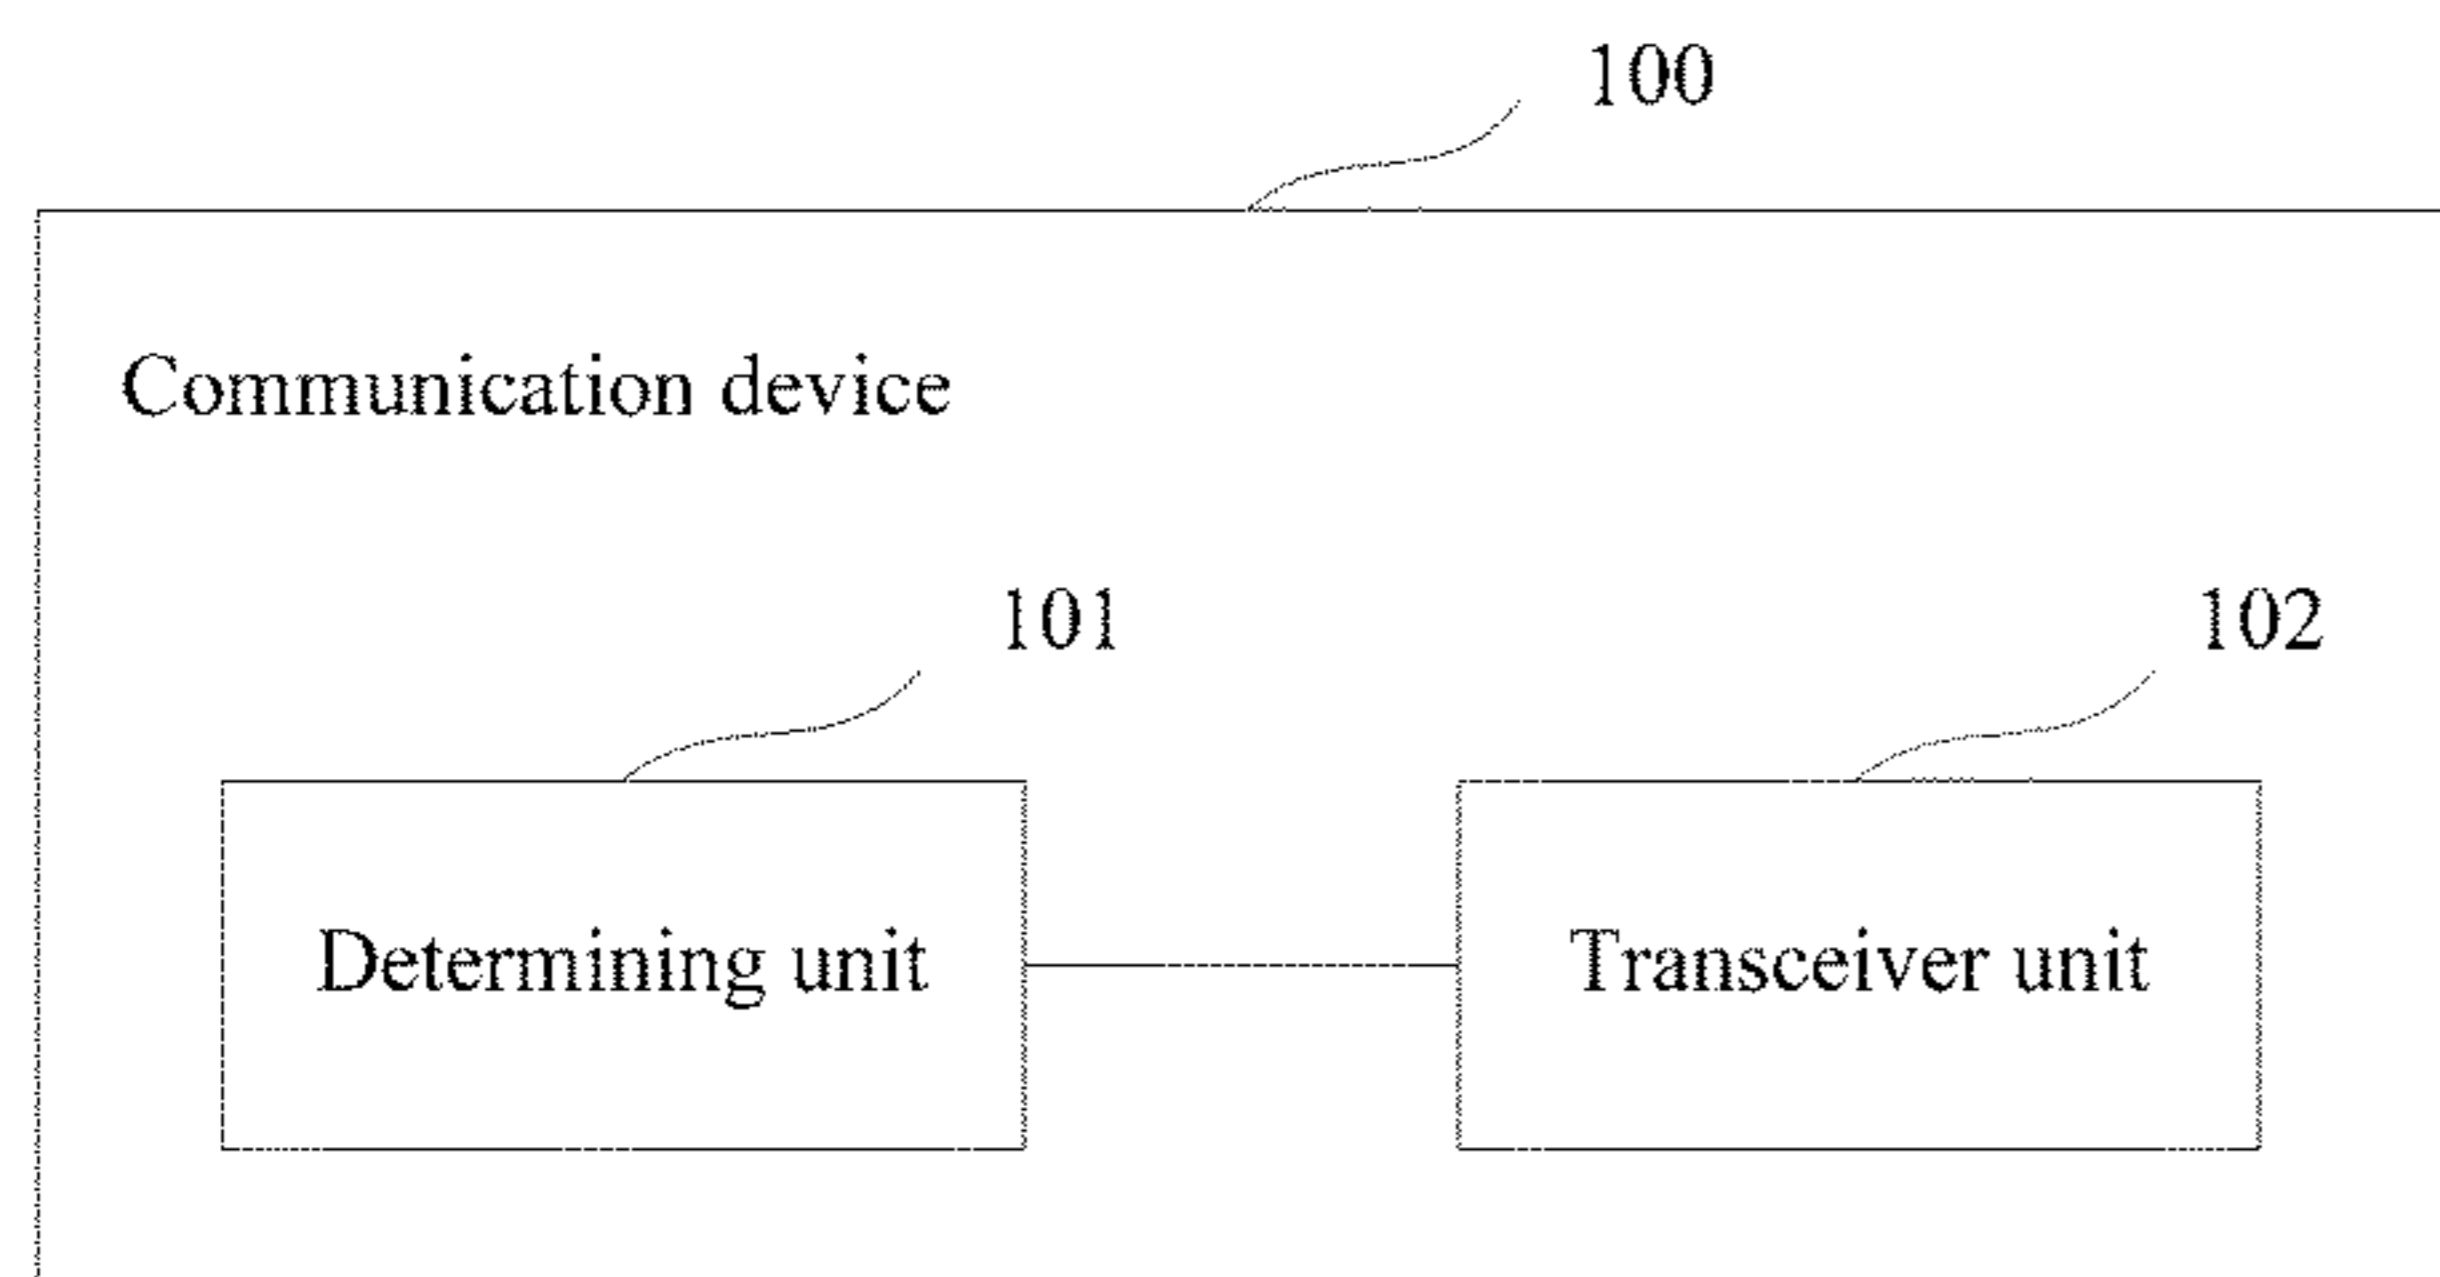 100
Communication device
101
102
Determining unit
Transceiver unit